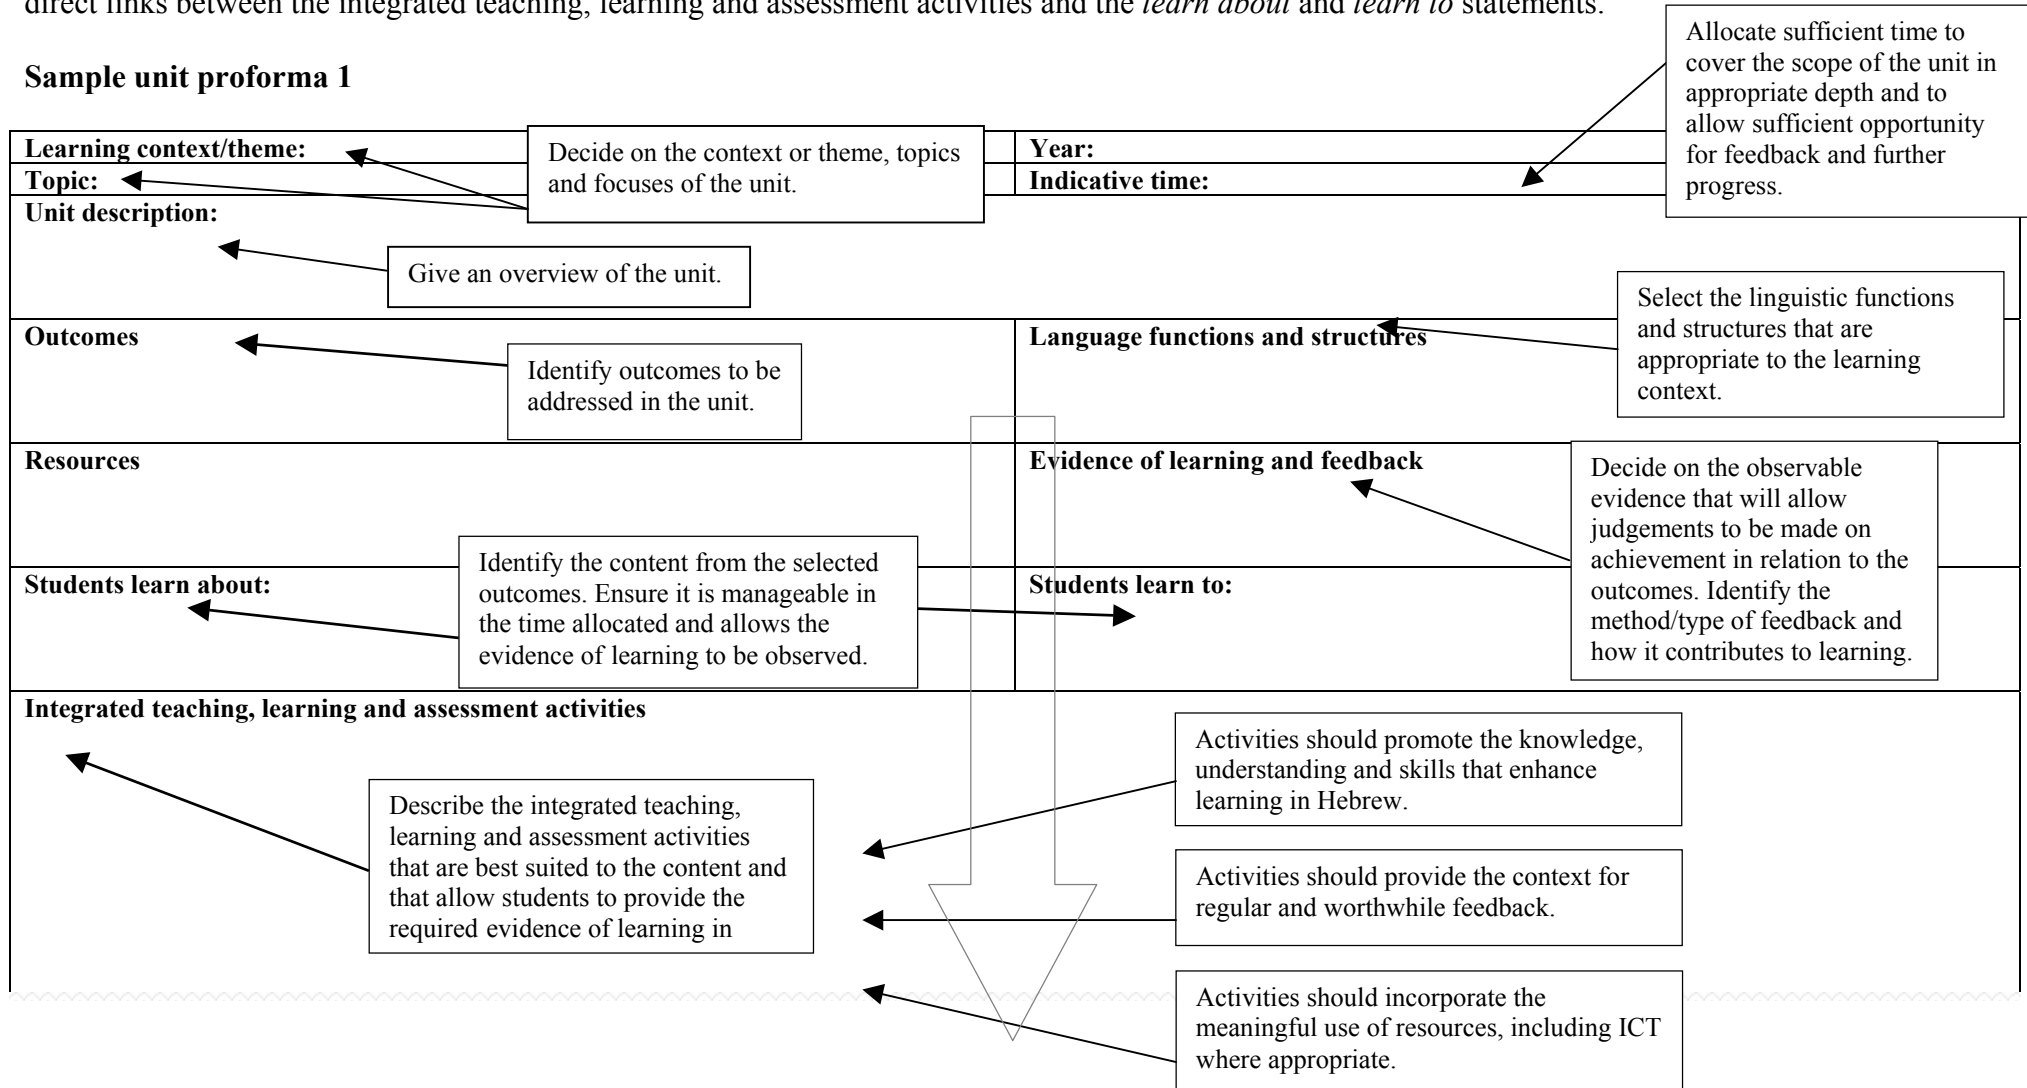 direct links between the integrated teaching, learning and assessment activities and the learn about and learn to statements.
Sample unit proforma 1
Allocate sufficient time to
cover the scope of the unit in
appropriate depth and to
allow sufficient opportunity
for feedback and further
progress.
Learning context/theme:
Decide on the context or theme, topics
and focuses of the unit.
Year:
Topic:
Indicative time:
Unit description:
Give an overview of the unit.
Select the linguistic functions
and structures that are
appropriate to the learning
context.
Outcomes
Identify outcomes to be
addressed in the unit.
Language functions and structures
Resources
Evidence of learning and feedback
Decide on the observable
evidence that will allow
judgements to be made on
achievement in relation to the
outcomes. Identify the
method/type of feedback and
how it contributes to learning.
Identify the content from the selected
outcomes. Ensure it is manageable in
the time allocated and allows the
evidence of learning to be observed.
Students learn about:
Students learn to:
Integrated teaching, learning and assessment activities
Describe the integrated teaching,
learning and assessment activities
that are best suited to the content and
that allow students to provide the
required evidence of learning in
Activities should promote the knowledge,
understanding and skills that enhance
learning in Hebrew.
Activities should provide the context for
regular and worthwhile feedback.
Activities should incorporate the
meaningful use of resources, including ICT
where appropriate.